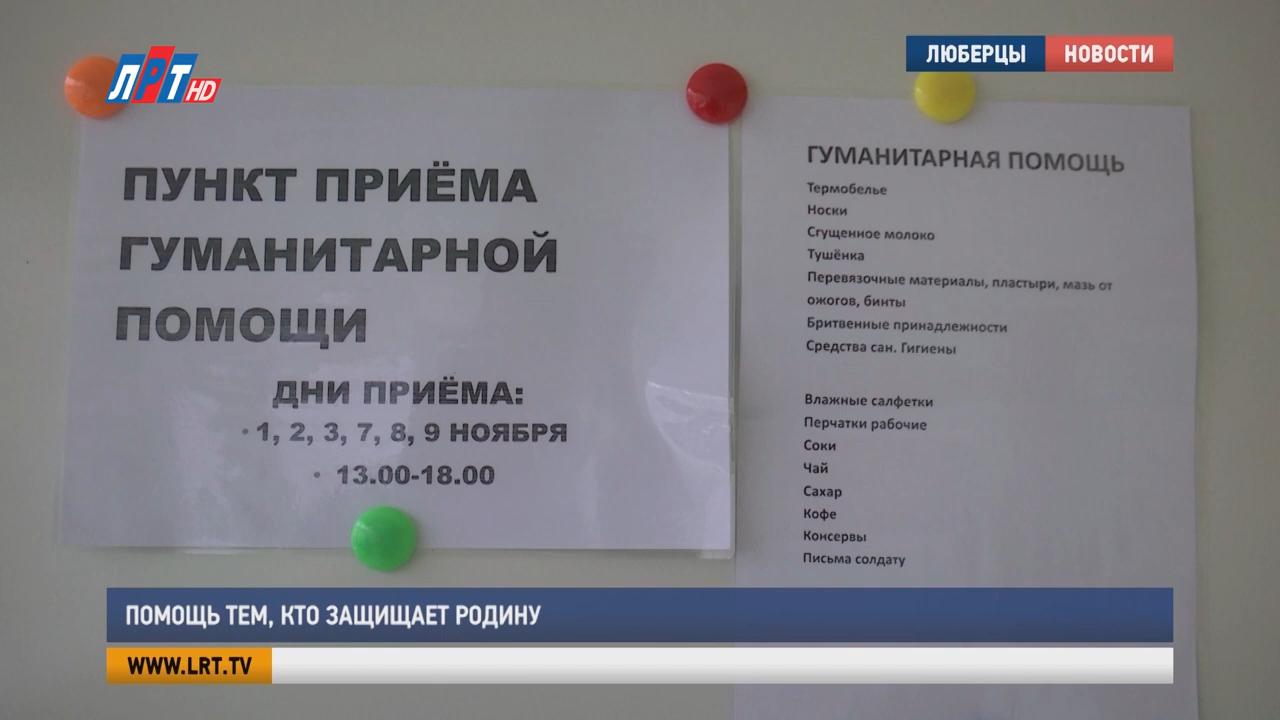 ЛРТ HD
ЛЮБЕРЦЫ НОВОСТИ
ПУНКТ ПРИЁМА
ГУМАНИТАРНОЙ
ПОМОЩИ
ДНИ ПРИЁМА:
• 1, 2, 3, 7, 8, 9 НОЯБРЯ
• 13.00-18.00
ГУМАНИТАРНАЯ ПОМОЩЬ
Термобелье
Носки
Сгущенное молоко
Тушёнка
Перевязочные материалы, пластыри, мазь от
ожогов, бинты
Бритвенные принадлежности
Средства сан. Гигиены
Влажные салфетки
Перчатки рабочие
Соки
Чай
Сахар
Кофе
Консервы
Письма солдату
ПОМОЩЬ ТЕМ, КТО ЗАЩИЩАЕТ РОДИНУ
WWW.LRT.TV